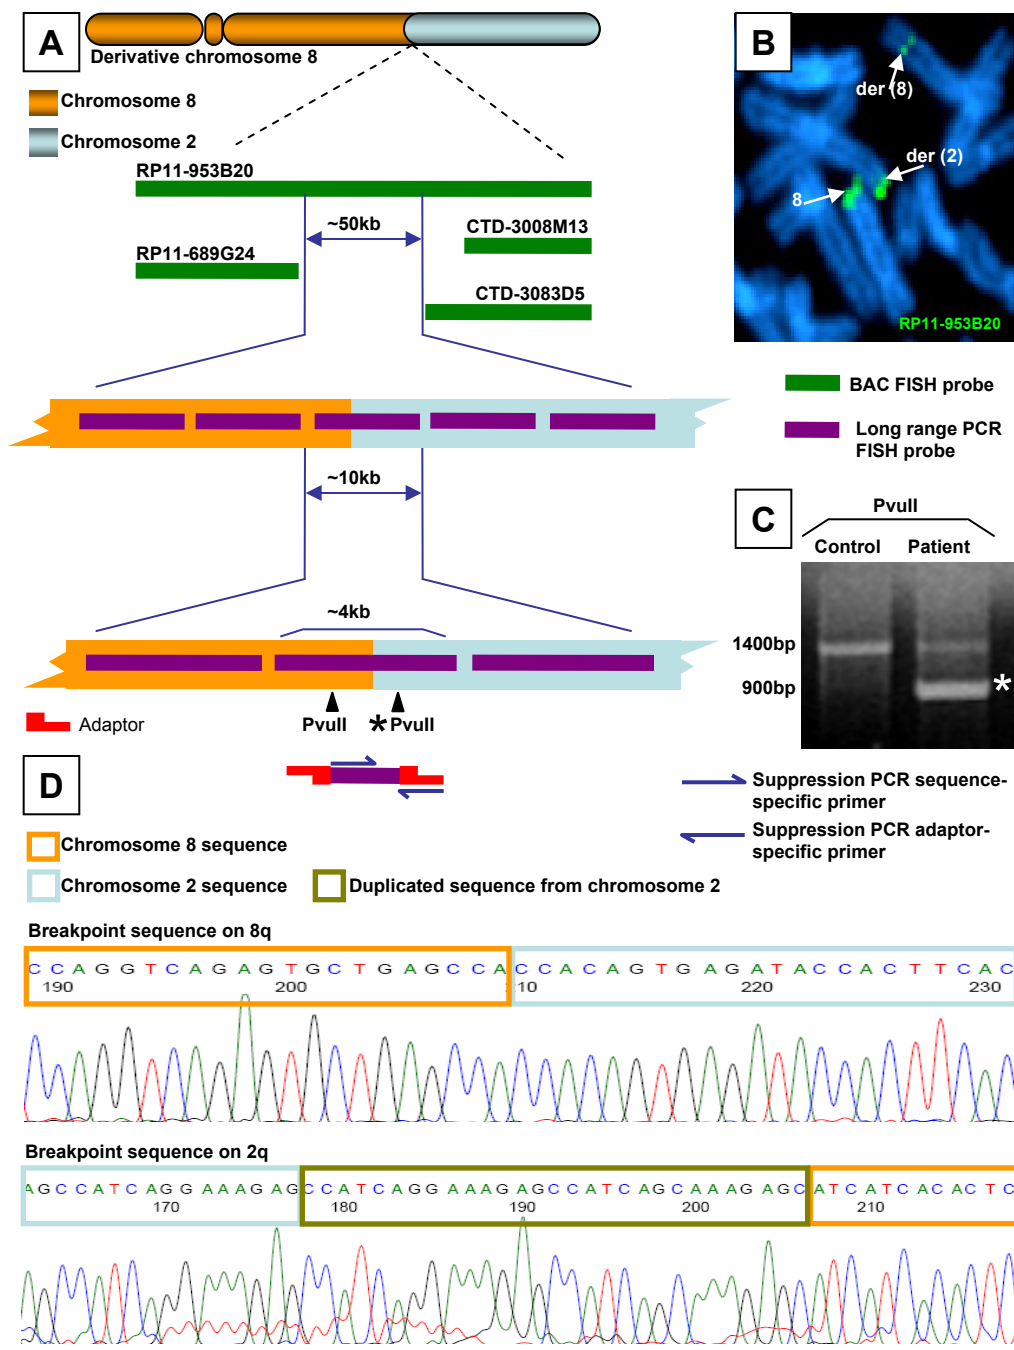 A
Derivative chromosome 8
Chromosome 8
Chromosome 2
RP11-953B20
~50kb
CTD-3008M13
RP11-689G24
CTD-3083D5
~10kb
~4kb
PvuII
* PvuII
Adaptor
B
der (8)
der (2)
8
RP11-953B20
BAC FISH probe
Long range PCR
FISH probe
C
PvuII
Control Patient
1400bp
900bp
*
Suppression PCR sequence-
specific primer
Suppression PCR adaptor-
specific primer
D
Chromosome 8 sequence
Chromosome 2 sequence
Duplicated sequence from chromosome 2
Breakpoint sequence on 8q
C C A G G T C A G A G T G C T G A G C C A C C A C A G T G A G A T A C C A C T T C A C
190 200 210 220 230
Breakpoint sequence on 2q
A G C C A T C A G G A A A G A G C C A T C A G G A A A G A G C C A T C A G C A A A G A G C A T C A T C A C A C T C
170 180 190 200 210